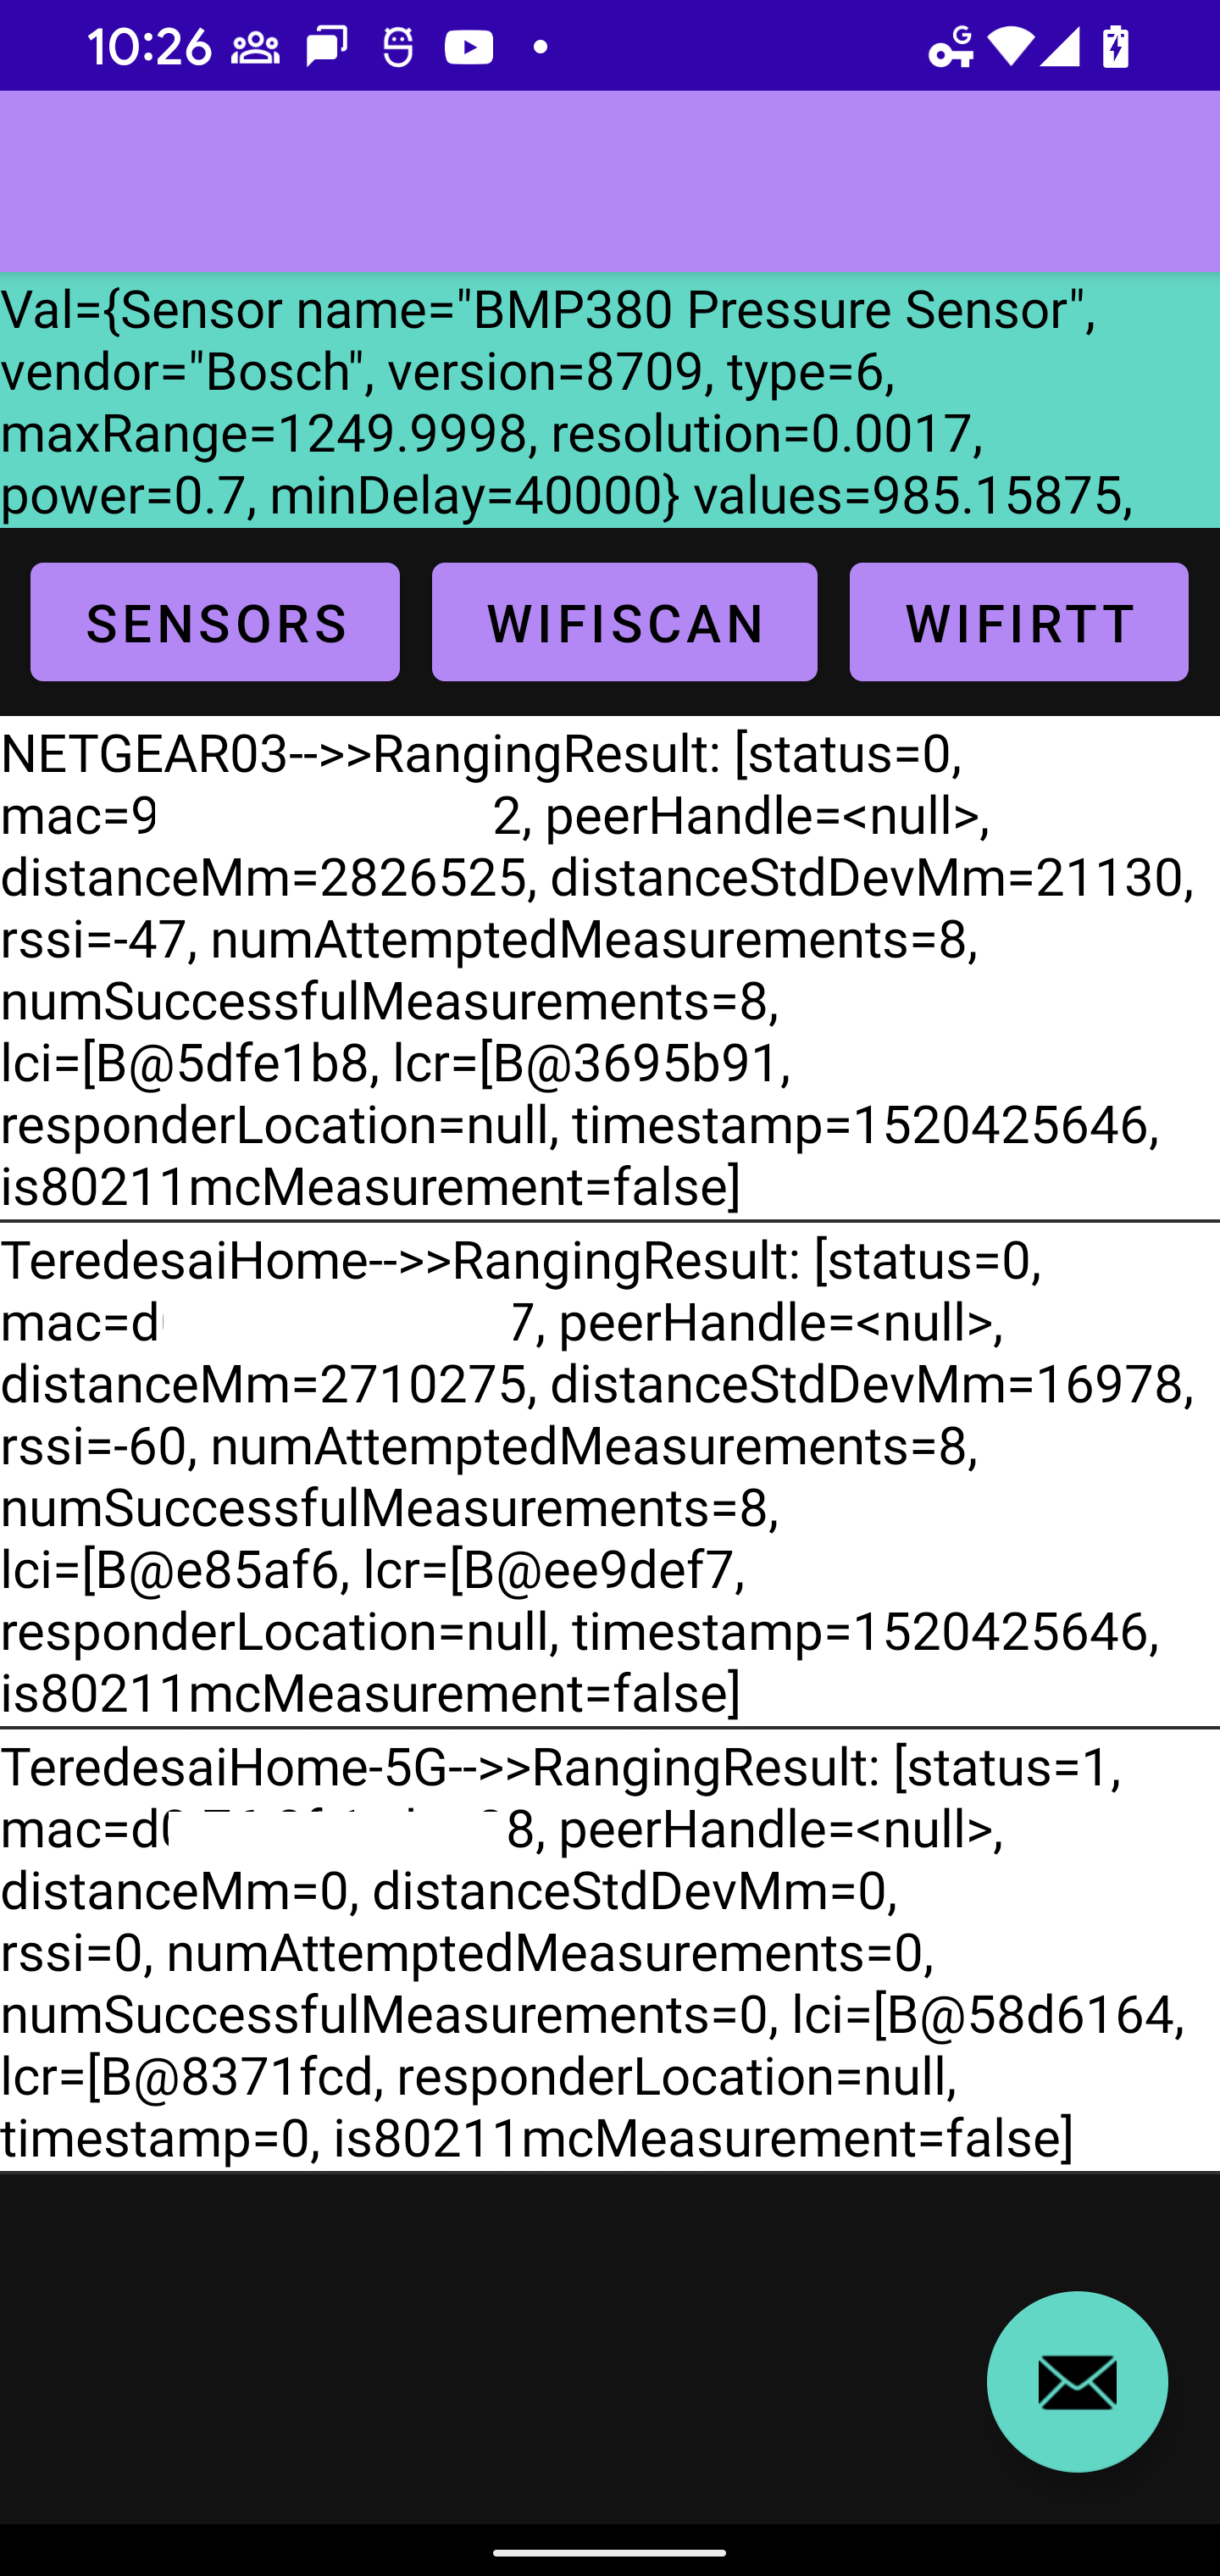 10:26
G
Val={Sensor name="BMP380 Pressure Sensor",
vendor="Bosch", version=8709, type=6,
maxRange=1249.9998, resolution=0.0017,
power=0.7, minDelay=40000} values=985.15875,
SENSORS
WIFISCAN
WIFIRTT
NETGEAR03-->>RangingResult: [status=0,
mac=9 2, peerHandle=<null>,
distanceMm=2826525, distanceStdDevMm=21130,
rssi=-47, numAttemptedMeasurements=8,
numSuccessfulMeasurements=8,
lci=[B@5dfe1b8, lcr=[B@3695b91,
responderLocation=null, timestamp=1520425646,
is80211mcMeasurement=false]
TeredesaiHome-->>RangingResult: [status=0,
mac=d 7, peerHandle=<null>,
distanceMm=2710275, distanceStdDevMm=16978,
rssi=-60, numAttemptedMeasurements=8,
numSuccessfulMeasurements=8,
lci=[B@e85af6, lcr=[B@ee9def7,
responderLocation=null, timestamp=1520425646,
is80211mcMeasurement=false]
TeredesaiHome-5G-->>RangingResult: [status=1,
mac=d 8, peerHandle=<null>,
distanceMm=0, distanceStdDevMm=0,
rssi=0, numAttemptedMeasurements=0,
numSuccessfulMeasurements=0, lci=[B@58d6164,
lcr=[B@8371fcd, responderLocation=null,
timestamp=0, is80211mcMeasurement=false]